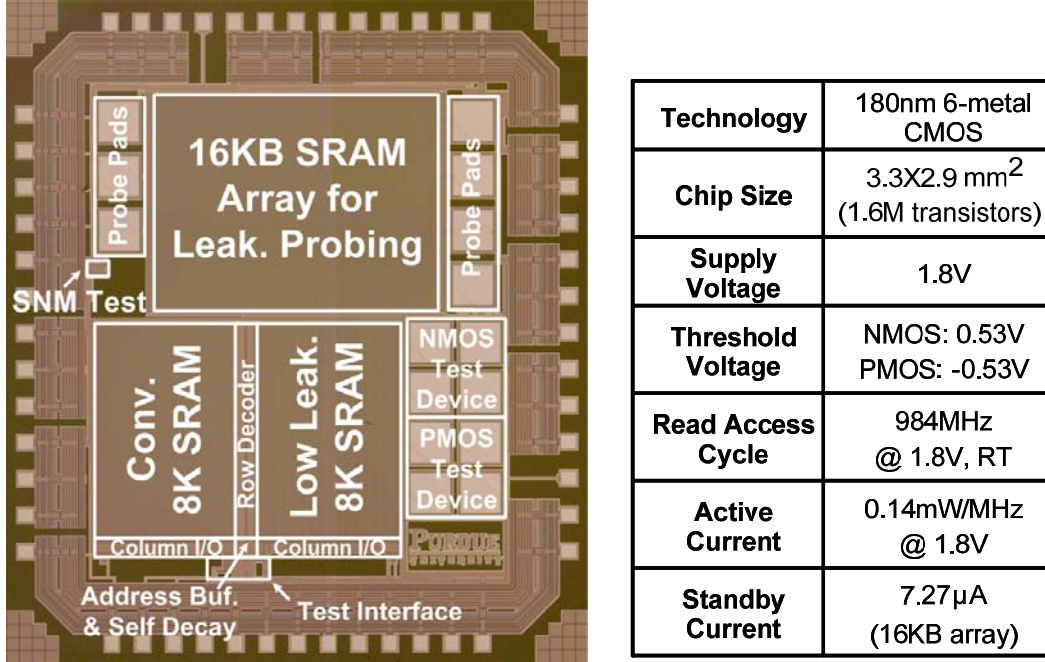 Probe Pads
16KB SRAM
Array for
Leak. Probing
Probe Pads
SNM Test
Conv.
8K SRAM
Row Decoder
Low Leak.
8K SRAM
NMOS
Test
Device
PMOS
Test
Device
Column I/O
Column I/O
PURDUE
UNIVERSITY
Address Buf.
& Self Decay
Test Interface
Technology
180nm 6-metal
CMOS
Chip Size
3.3X2.9 mm2
(1.6M transistors)
Supply
Voltage
1.8V
Threshold
Voltage
NMOS: 0.53V
PMOS: -0.53V
Read Access
Cycle
984MHz
@ 1.8V, RT
Active
Current
0.14mW/MHz
@ 1.8V
Standby
Current
7.27μA
(16KB array)